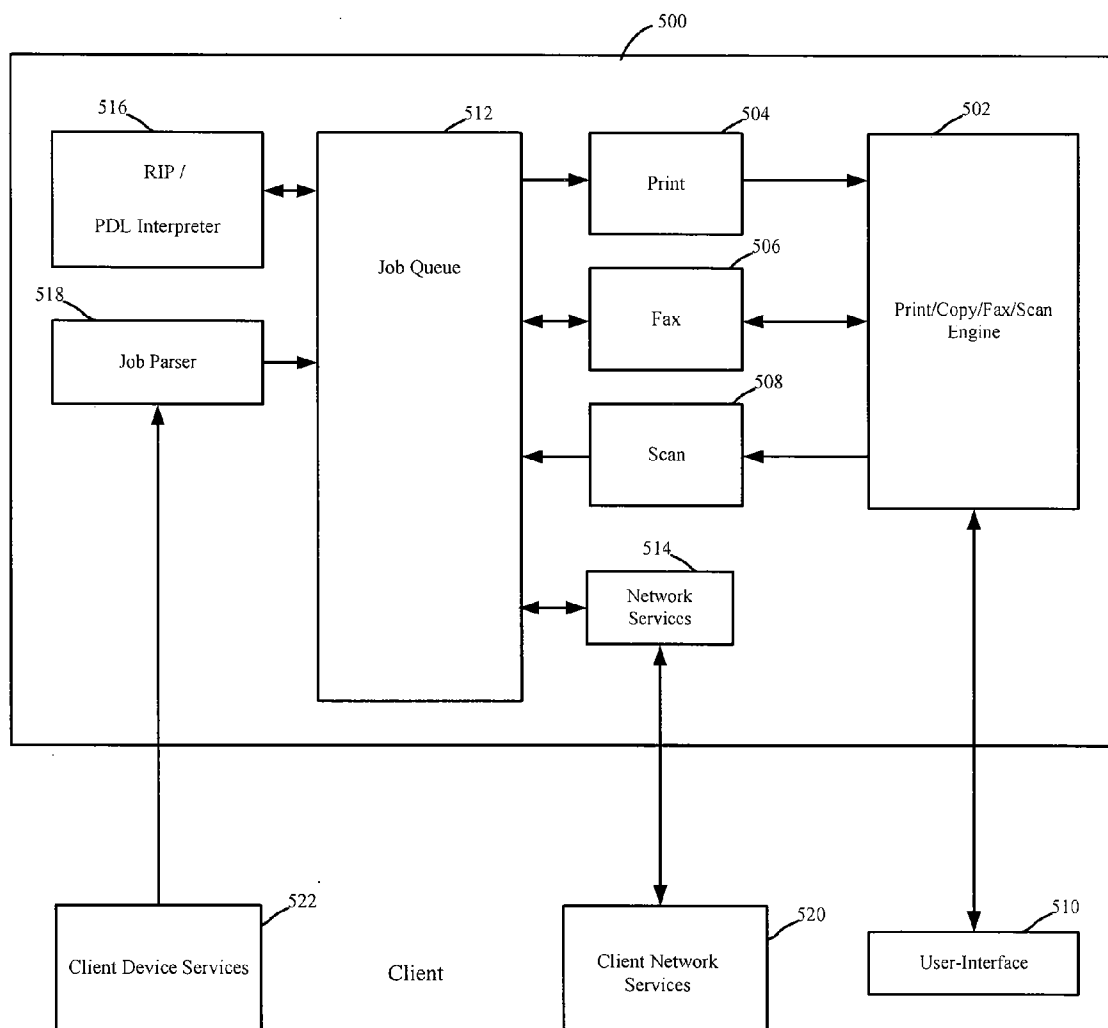 500
516
512
504
502
RIP /
PDL Interpreter
Print
506
Job Queue
518
Fax
Print/Copy/Fax/Scan
Engine
Job Parser
508
Scan
514
Network
Services
522
520
510
Client Device Services
Client
Client Network
Services
User-Interface